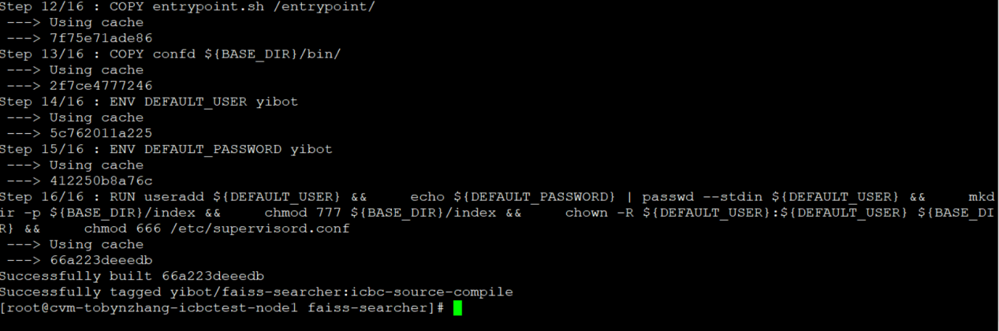 Step 12/16 : COPY entrypoint.sh /entrypoint/
 ---> Using cache
 ---> 7f75e71ade86
Step 13/16 : COPY confd ${BASE_DIR}/bin/
 ---> Using cache
 ---> 2f7ce4777246
Step 14/16 : ENV DEFAULT_USER yibot
 ---> Using cache
 ---> 5c762011a225
Step 15/16 : ENV DEFAULT_PASSWORD yibot
 ---> Using cache
 ---> 412250b8a76c
Step 16/16 : RUN useradd ${DEFAULT_USER} &&     echo ${DEFAULT_PASSWORD} | passwd --stdin ${DEFAULT_USER} &&     mkd
ir -p ${BASE_DIR}/index &&     chmod 777 ${BASE_DIR}/index &&     chown -R ${DEFAULT_USER}:${DEFAULT_USER} ${BASE_DI
R} &&     chmod 666 /etc/supervisord.conf
 ---> Using cache
 ---> 66a223deeedb
Successfully built 66a223deeedb
Successfully tagged yibot/faiss-searcher:icbc-source-compile
[root@cvm-tobynzhang-icbctest-node1 faiss-searcher]#